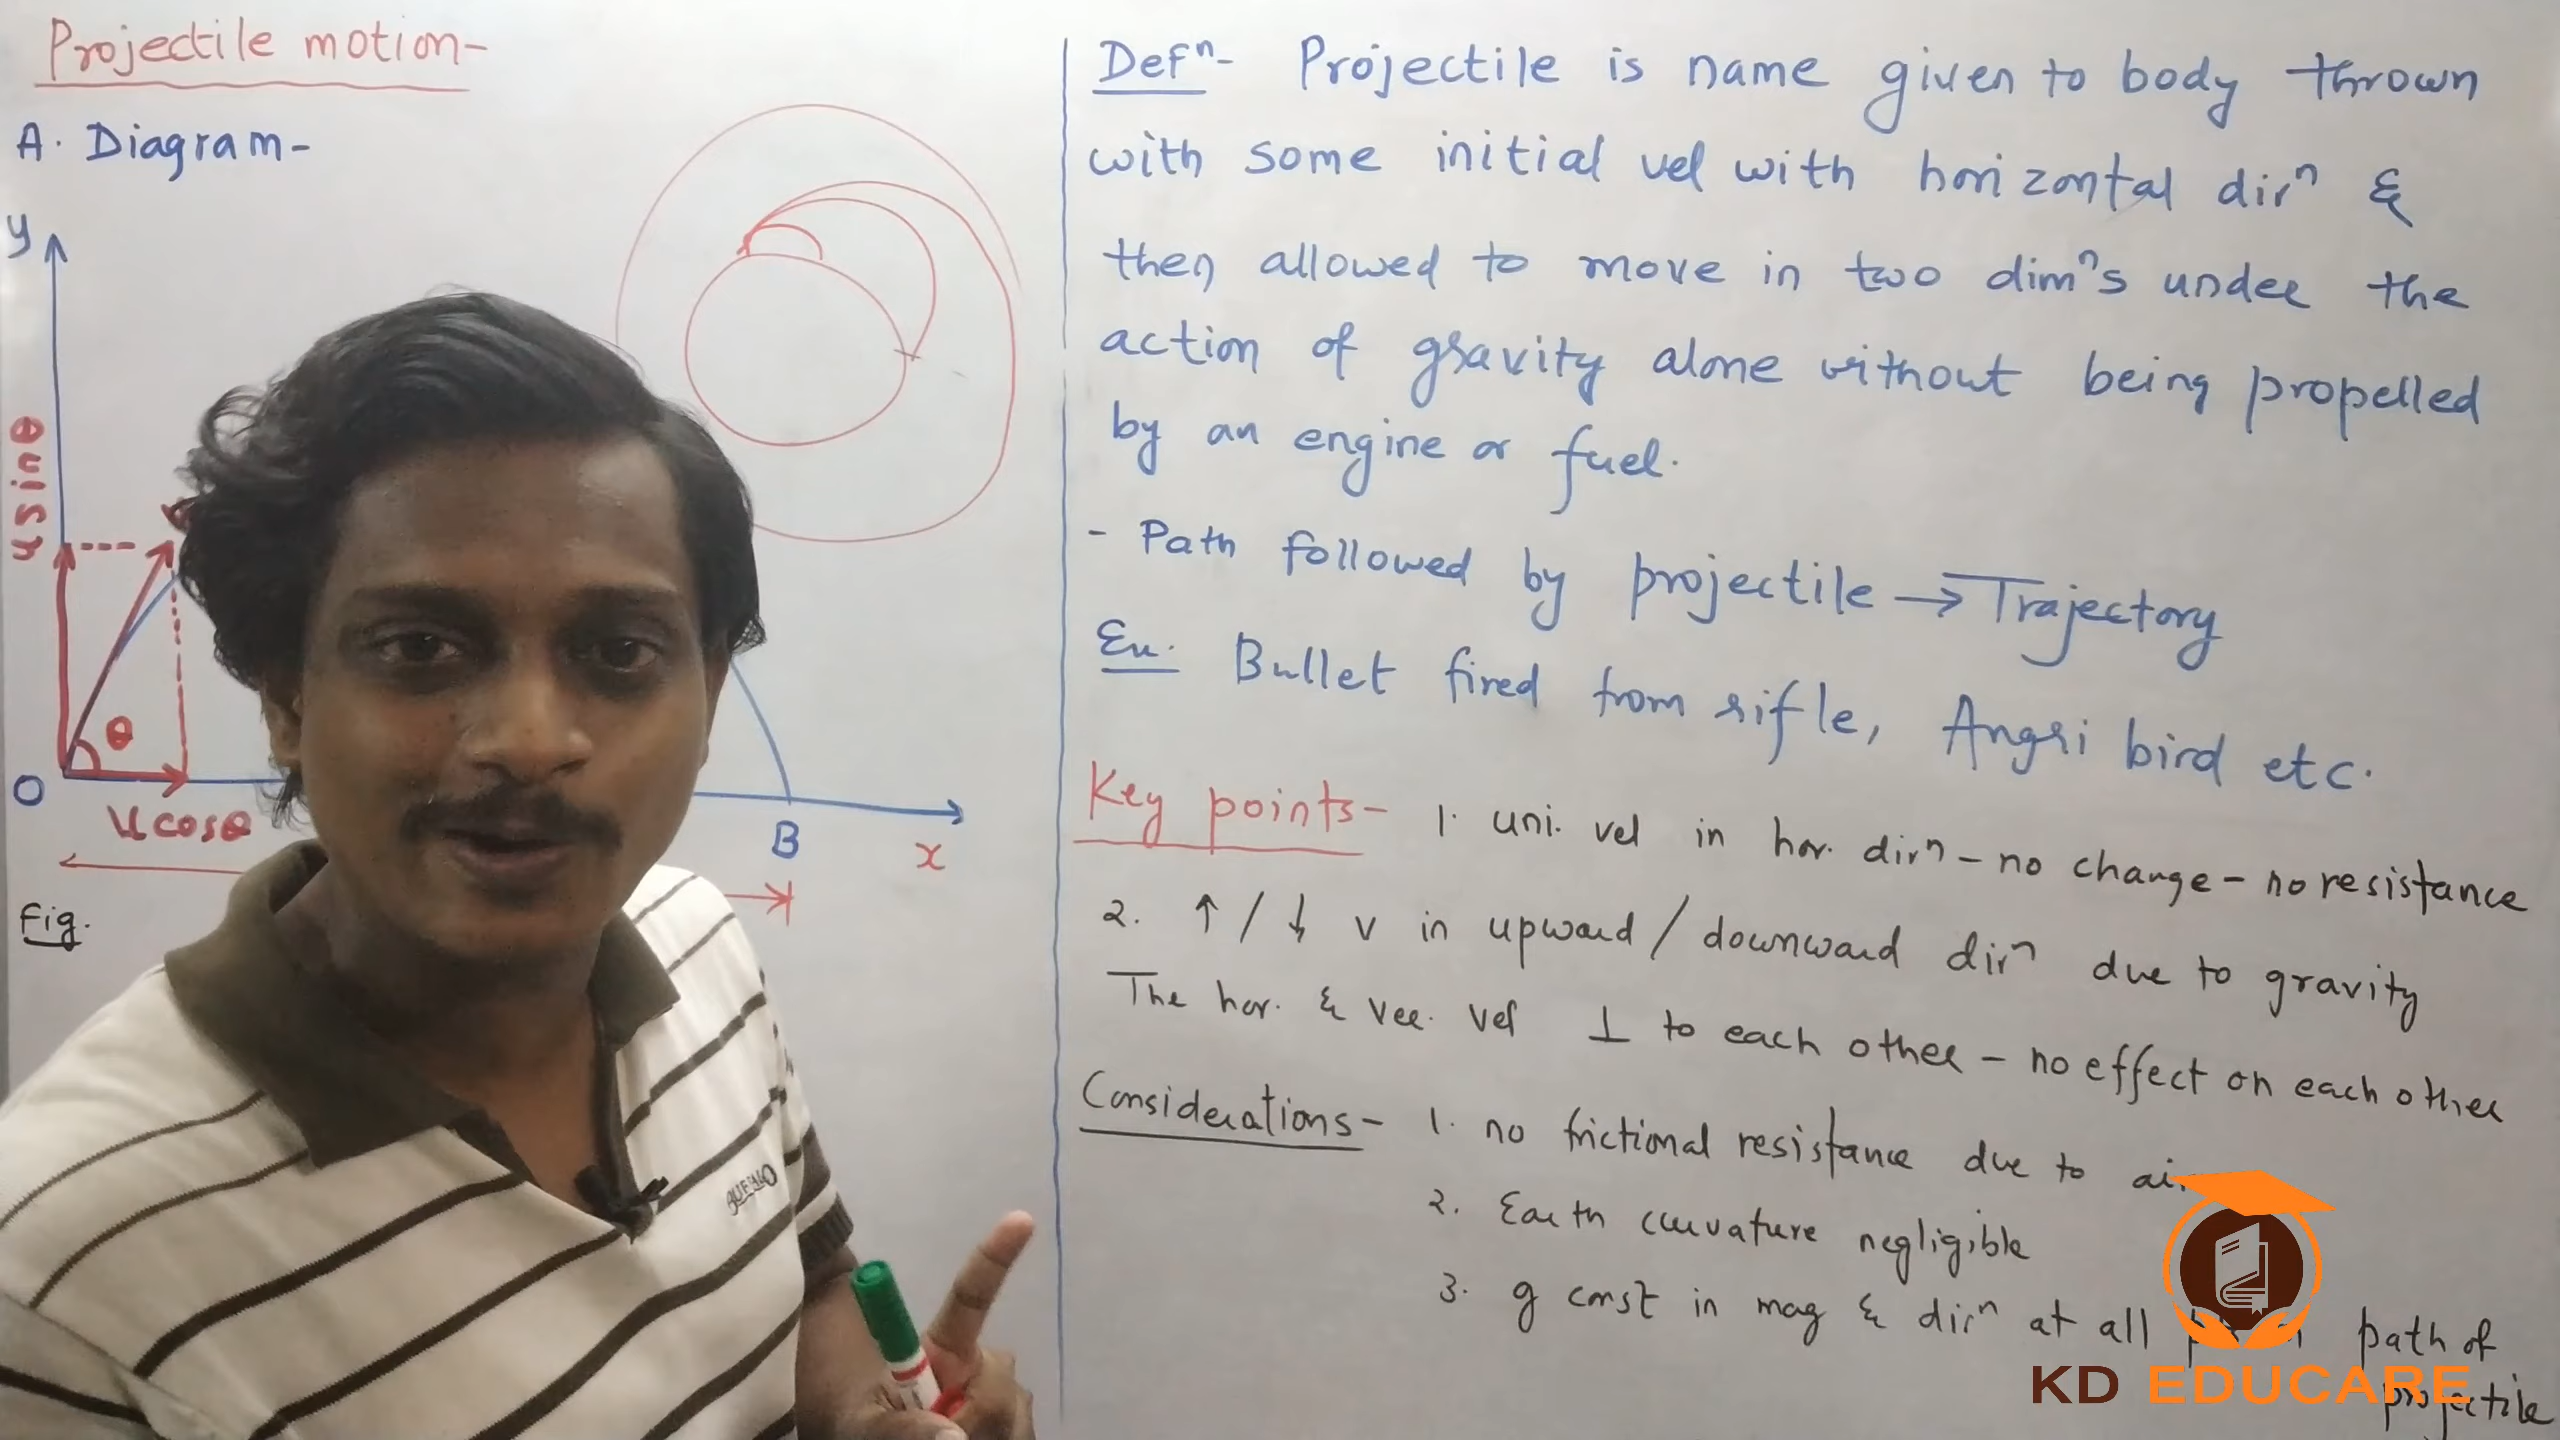 Projectile motion-
A. Diagram-
y
u sinθ
θ
O
u cosθ
B
x
Fig.
Defⁿ- Projectile is name given to body thrown
with some initial vel with horizontal dirⁿ &
then allowed to move in two dimⁿs under the
action of gravity alone without being propelled
by an engine or fuel.
- Path followed by projectile → Trajectory
Ex. Bullet fired from rifle, Angri bird etc.
Key points- 1. uni. vel in hor. dirⁿ - no change - no resistance
2. ↑ / ↓ v in upward / downward dirⁿ due to gravity
The hor. & ver. vel ⊥ to each other - no effect on each other
Considerations- 1. no frictional resistance due to
2. Earth curvature negligible
3. g const in mag & dirⁿ at all path of
projectile
BUFFALO
KD EDUCARE